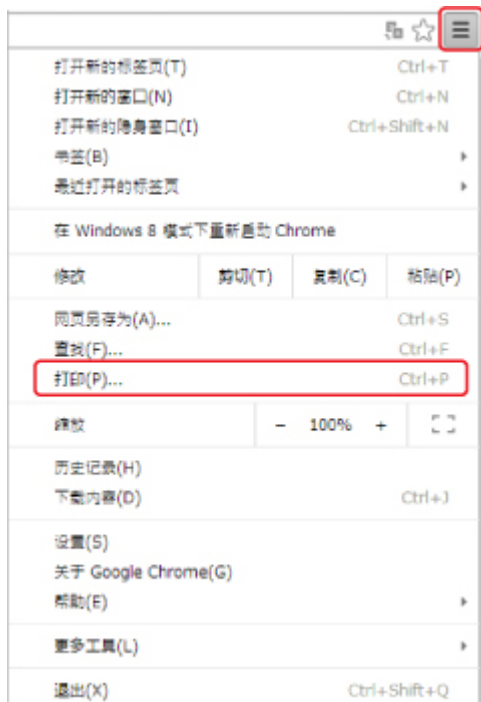 打开新的标签页(T) Ctrl+T
打开新的窗口(N) Ctrl+N
打开新的隐身窗口(I) Ctrl+Shift+N
书签(B)
最近打开的标签页
在 Windows 8 模式下重新启动 Chrome
修改 剪切(T) 复制(C) 粘贴(P)
网页另存为(A)... Ctrl+S
查找(F)... Ctrl+F
打印(P)... Ctrl+P
缩放 - 100% +
历史记录(H)
下载内容(D) Ctrl+J
设置(S)
关于 Google Chrome(G)
帮助(E)
更多工具(L)
退出(X) Ctrl+Shift+Q